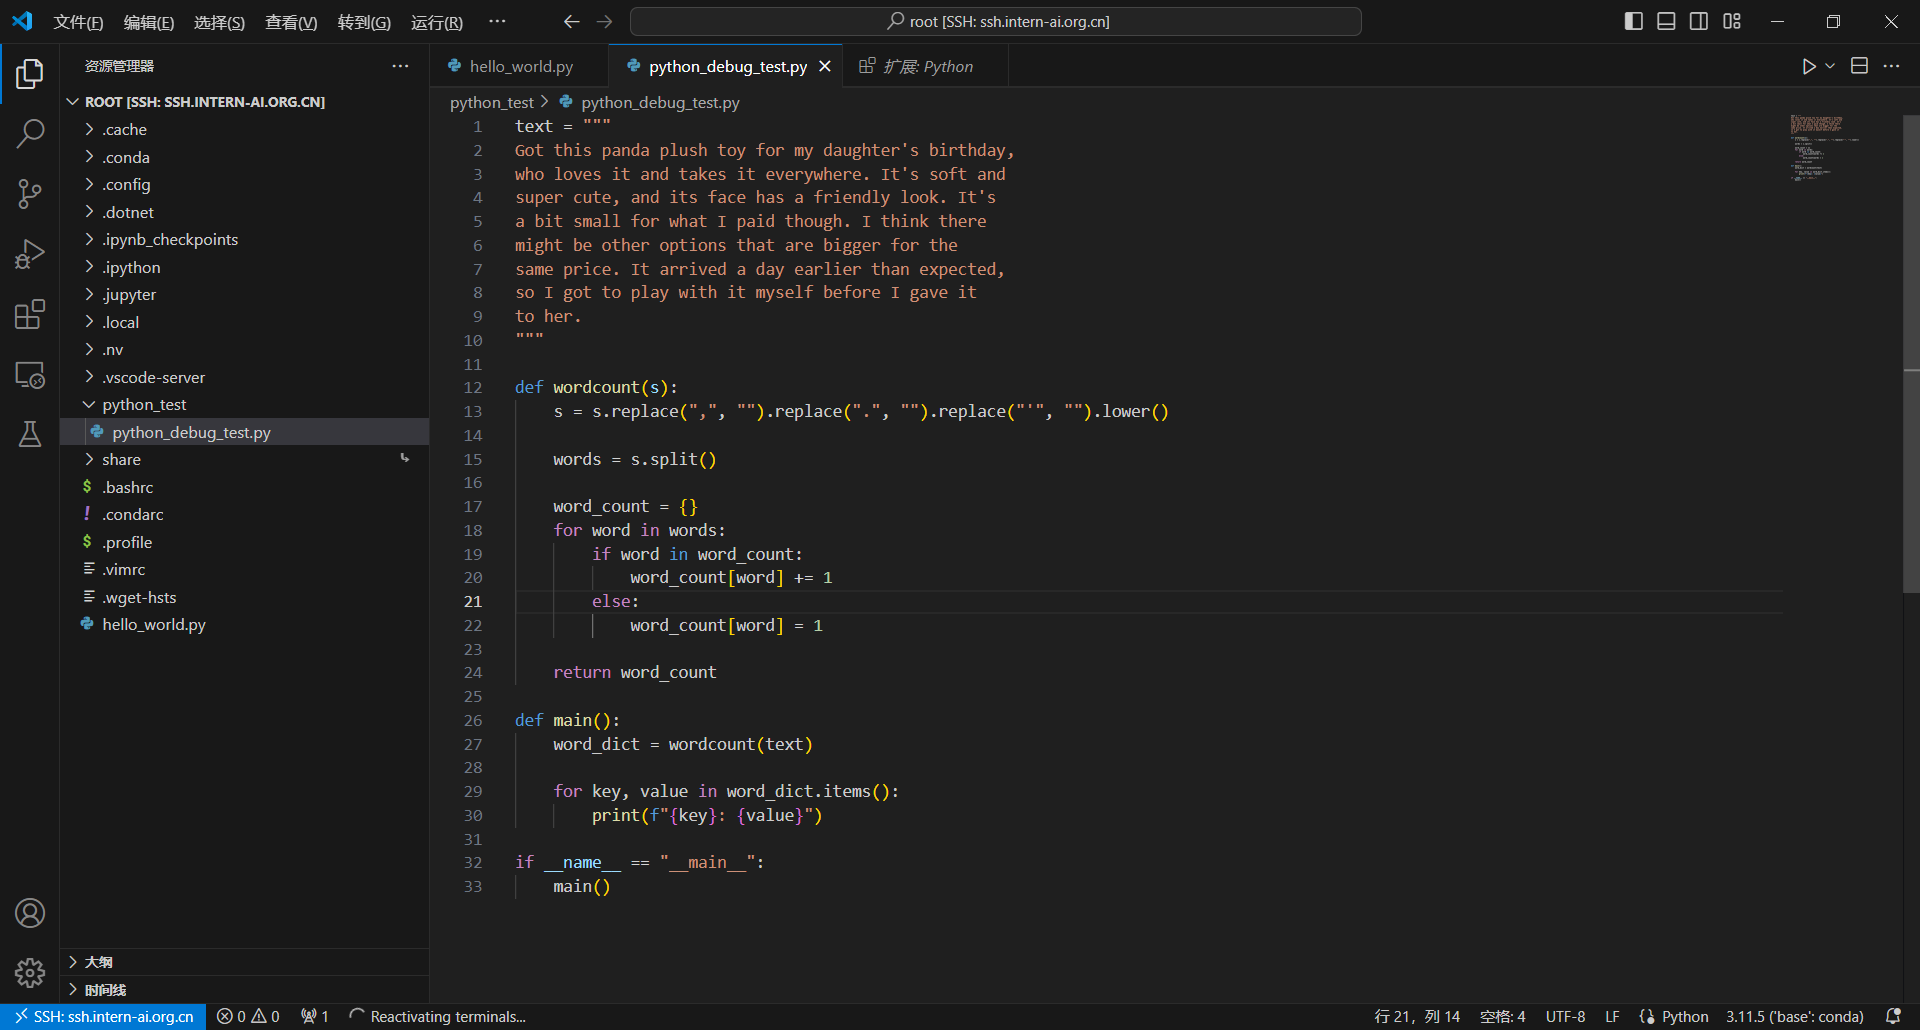 文件(F) 编辑(E) 选择(S) 查看(V) 转到(G) 运行(R) ···
root [SSH: ssh.intern-ai.org.cn]
资源管理器
hello_world.py
python_debug_test.py
扩展: Python
ROOT [SSH: SSH.INTERN-AI.ORG.CN]
.cache
.conda
.config
.dotnet
.ipynb_checkpoints
.ipython
.jupyter
.local
.nv
.vscode-server
python_test
python_debug_test.py
share
$ .bashrc
! .condarc
$ .profile
.vimrc
.wget-hsts
hello_world.py
大纲
时间线
python_test > python_debug_test.py
1 text = """
2 Got this panda plush toy for my daughter's birthday,
3 who loves it and takes it everywhere. It's soft and
4 super cute, and its face has a friendly look. It's
5 a bit small for what I paid though. I think there
6 might be other options that are bigger for the
7 same price. It arrived a day earlier than expected,
8 so I got to play with it myself before I gave it
9 to her.
10 """
11
12 def wordcount(s):
13     s = s.replace(",", "").replace(".", "").replace("'", "").lower()
14
15     words = s.split()
16
17     word_count = {}
18     for word in words:
19         if word in word_count:
20             word_count[word] += 1
21         else:
22             word_count[word] = 1
23
24     return word_count
25
26 def main():
27     word_dict = wordcount(text)
28
29     for key, value in word_dict.items():
30         print(f"{key}: {value}")
31
32 if __name__ == "__main__":
33     main()
SSH: ssh.intern-ai.org.cn 0 0 1 Reactivating terminals... 行 21，列 14 空格: 4 UTF-8 LF Python 3.11.5 ('base': conda)